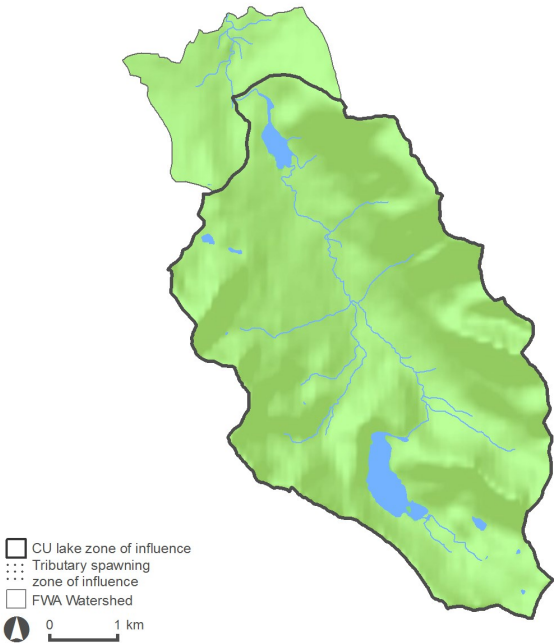 CU lake zone of influence
Tributary spawning
zone of influence
FWA Watershed
0 1 km